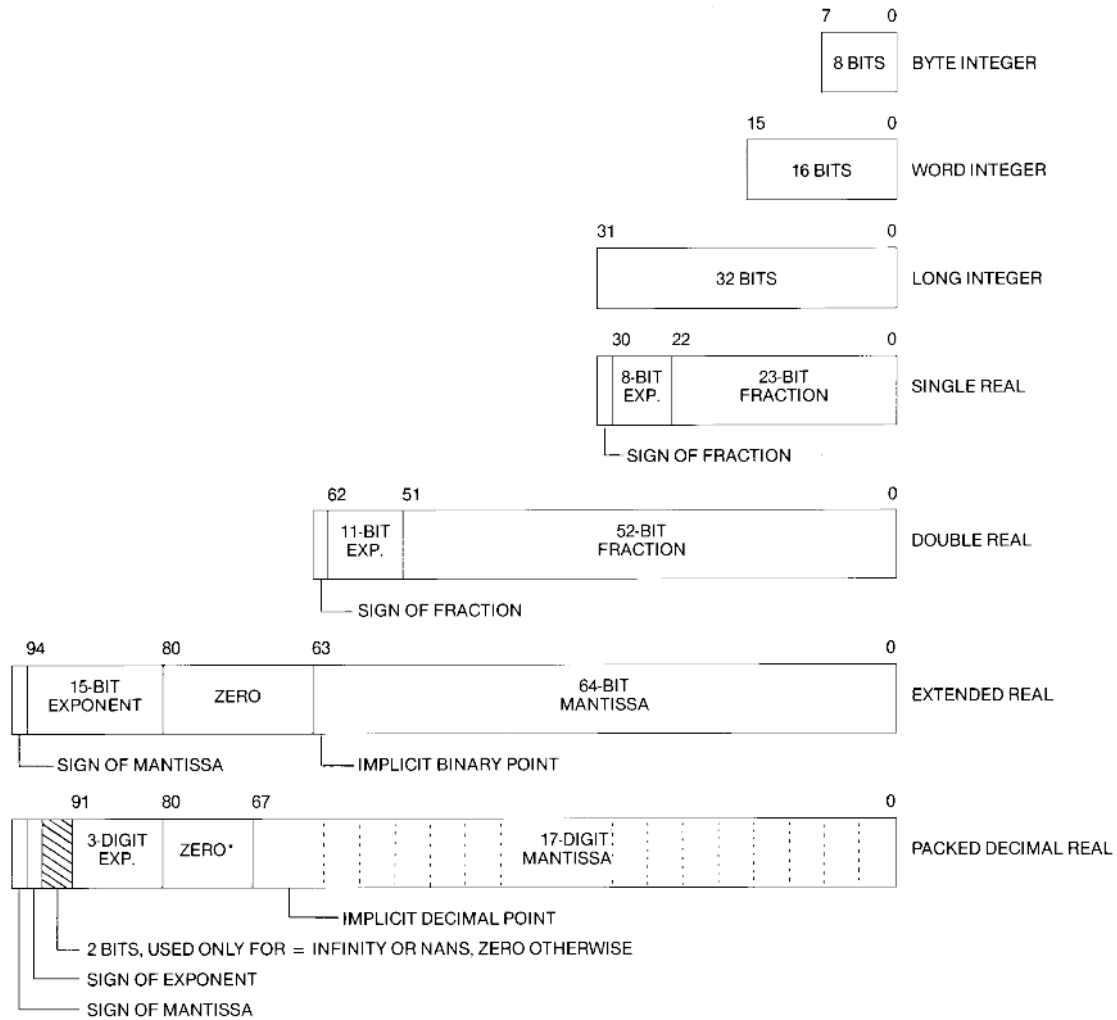 7 0
8 BITS BYTE INTEGER
15 0
16 BITS WORD INTEGER
31 0
32 BITS LONG INTEGER
30 22 0
8-BIT EXP. 23-BIT FRACTION SINGLE REAL
SIGN OF FRACTION
62 51 0
11-BIT EXP. 52-BIT FRACTION DOUBLE REAL
SIGN OF FRACTION
94 80 63 0
15-BIT EXPONENT ZERO 64-BIT MANTISSA EXTENDED REAL
SIGN OF MANTISSA IMPLICIT BINARY POINT
91 80 67 0
3-DIGIT EXP. ZERO* 17-DIGIT MANTISSA PACKED DECIMAL REAL
IMPLICIT DECIMAL POINT
2 BITS, USED ONLY FOR = INFINITY OR NANS, ZERO OTHERWISE
SIGN OF EXPONENT
SIGN OF MANTISSA